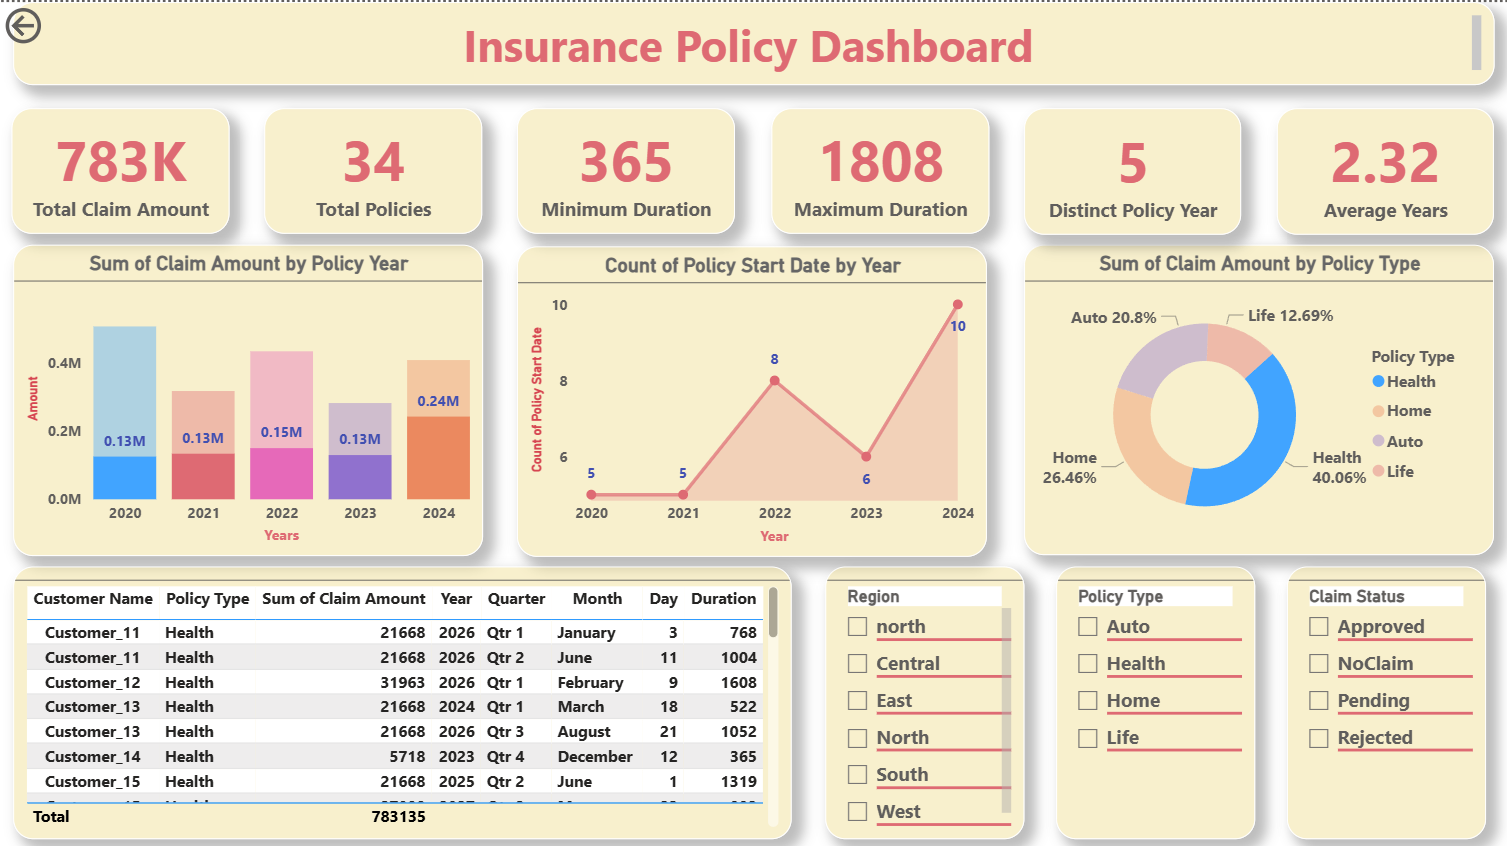 Insurance Policy Dashboard
783K
Total Claim Amount
34
Total Policies
365
Minimum Duration
1808
Maximum Duration
5
Distinct Policy Year
2.32
Average Years
Sum of Claim Amount by Policy Year
0.4M
0.2M
0.0M
Amount
0.13M
0.13M
0.15M
0.13M
0.24M
2020
2021
2022
2023
2024
Years
Count of Policy Start Date by Year
10
8
6
Count of Policy Start Date
5
5
8
6
10
2020
2021
2022
2023
2024
Year
Sum of Claim Amount by Policy Type
Auto 20.8%
Life 12.69%
Home
26.46%
Health
40.06%
Policy Type
Health
Home
Auto
Life
Customer Name Policy Type Sum of Claim Amount Year Quarter Month Day Duration
Customer_11 Health 21668 2026 Qtr 1 January 3 768
Customer_11 Health 21668 2026 Qtr 2 June 11 1004
Customer_12 Health 31963 2026 Qtr 1 February 9 1608
Customer_13 Health 21668 2024 Qtr 1 March 18 522
Customer_13 Health 21668 2026 Qtr 3 August 21 1052
Customer_14 Health 5718 2023 Qtr 4 December 12 365
Customer_15 Health 21668 2025 Qtr 2 June 1 1319
Total 783135
Region
north
Central
East
North
South
West
Policy Type
Auto
Health
Home
Life
Claim Status
Approved
NoClaim
Pending
Rejected